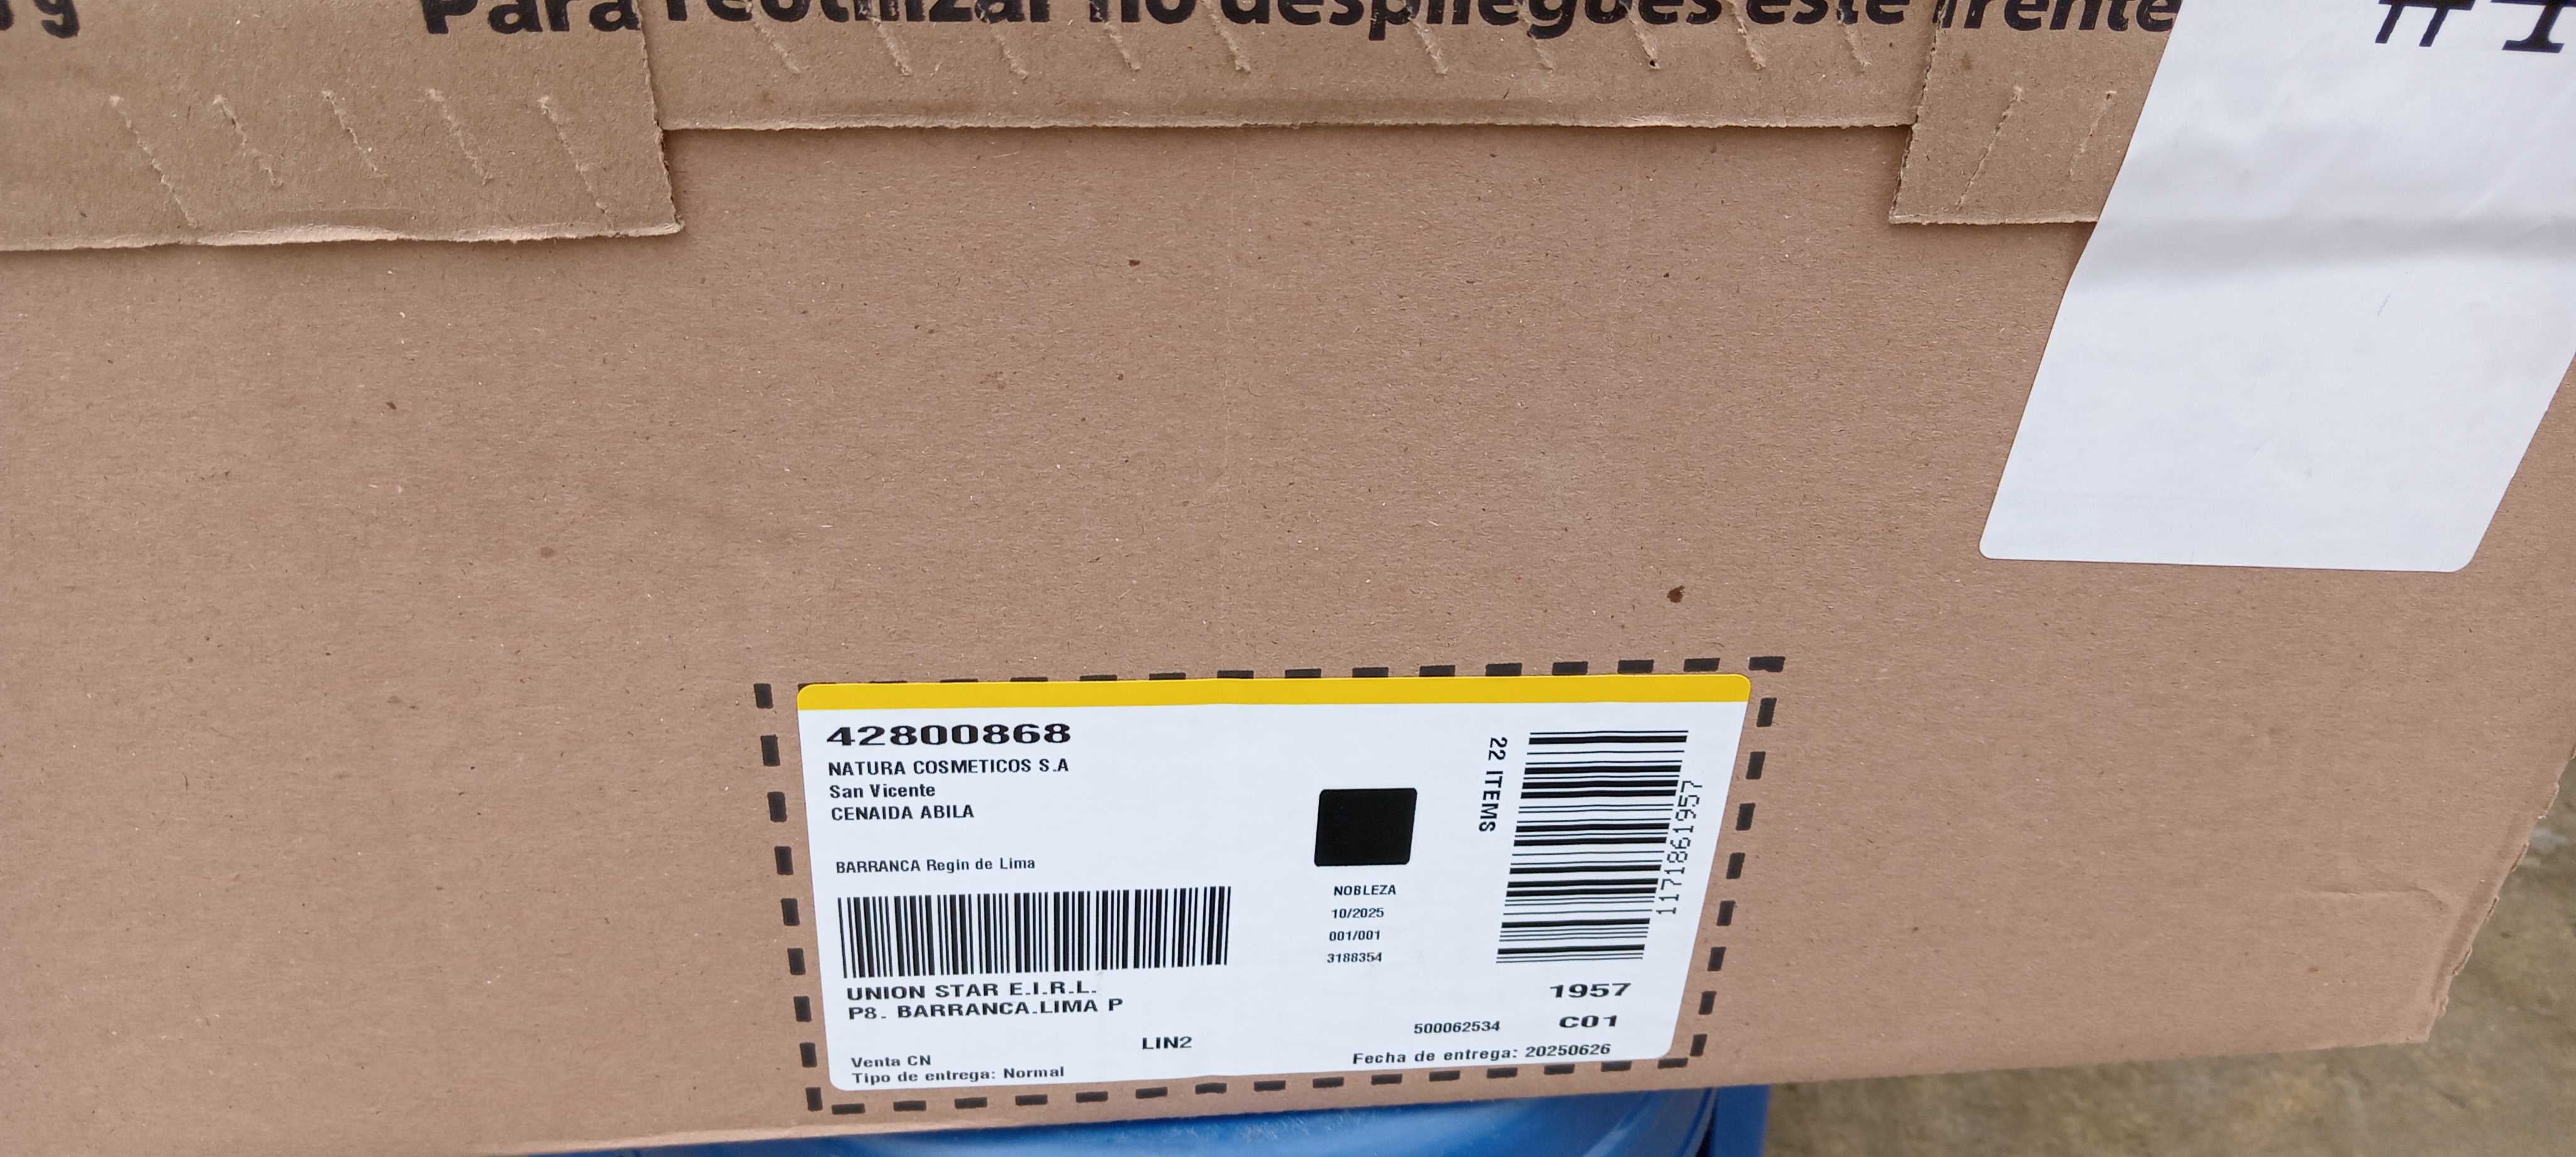 Para reutilizar no despliegues este frente
42800868
NATURA COSMETICOS S.A
San Vicente
CENAIDA ABILA
BARRANCA Regin de Lima
UNION STAR E.I.R.L.
P8. BARRANCA.LIMA P
LIN2
Venta CN
Tipo de entrega: Normal
NOBLEZA
10/2025
001/001
3188354
22 ITEMS
1171861957
1957
500062534
C01
Fecha de entrega: 20250626